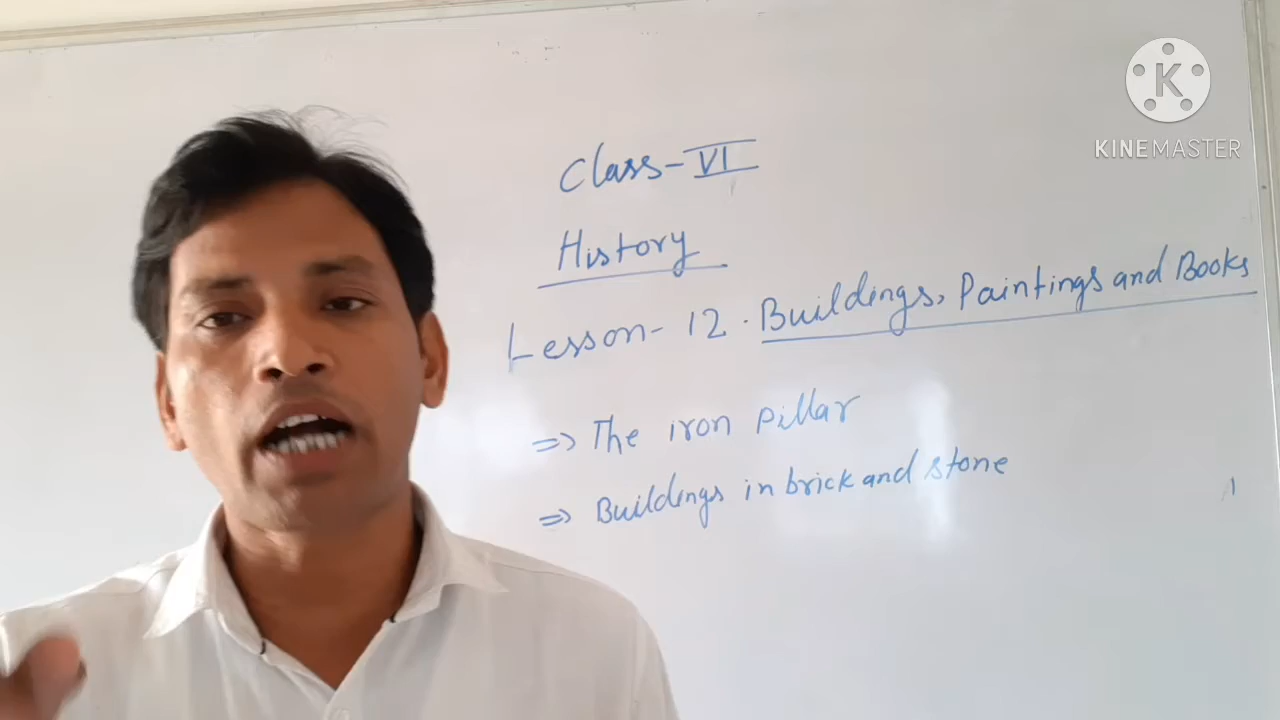 K
KINEMASTER
Class-VI
History
Lesson-12. Buildings, Paintings and Books
⇒ The iron pillar
⇒ Buildings in brick and stone